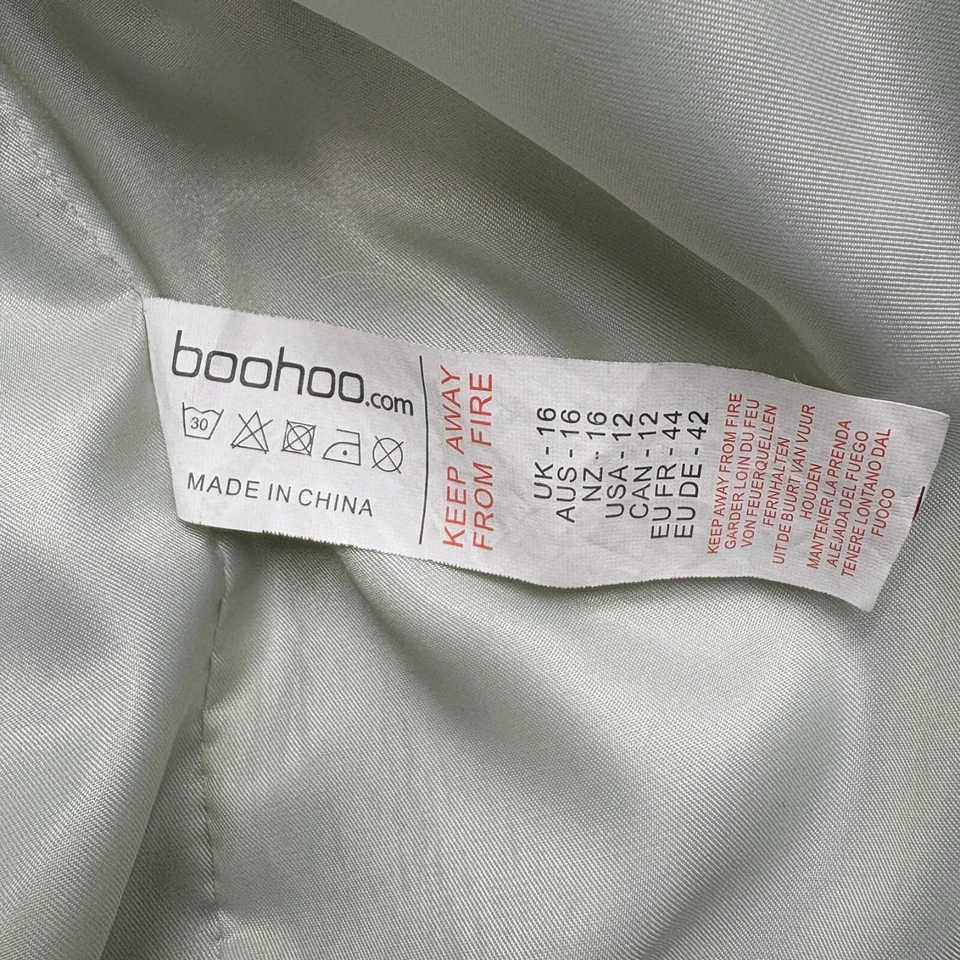 boohoo.com
30
MADE IN CHINA
KEEP AWAY
FROM FIRE
UK - 16
AUS - 16
NZ - 16
USA - 12
CAN - 12
EU FR - 44
EU DE - 42
KEEP AWAY FROM FIRE
GARDER LOIN DU FEU
VON FEUERQUELLEN
FERNHALTEN
UIT DE BUURT VAN VUUR
HOUDEN
MANTENER LA PRENDA
ALEJADA DEL FUEGO
TENERE LONTANO DAL
FUOCO